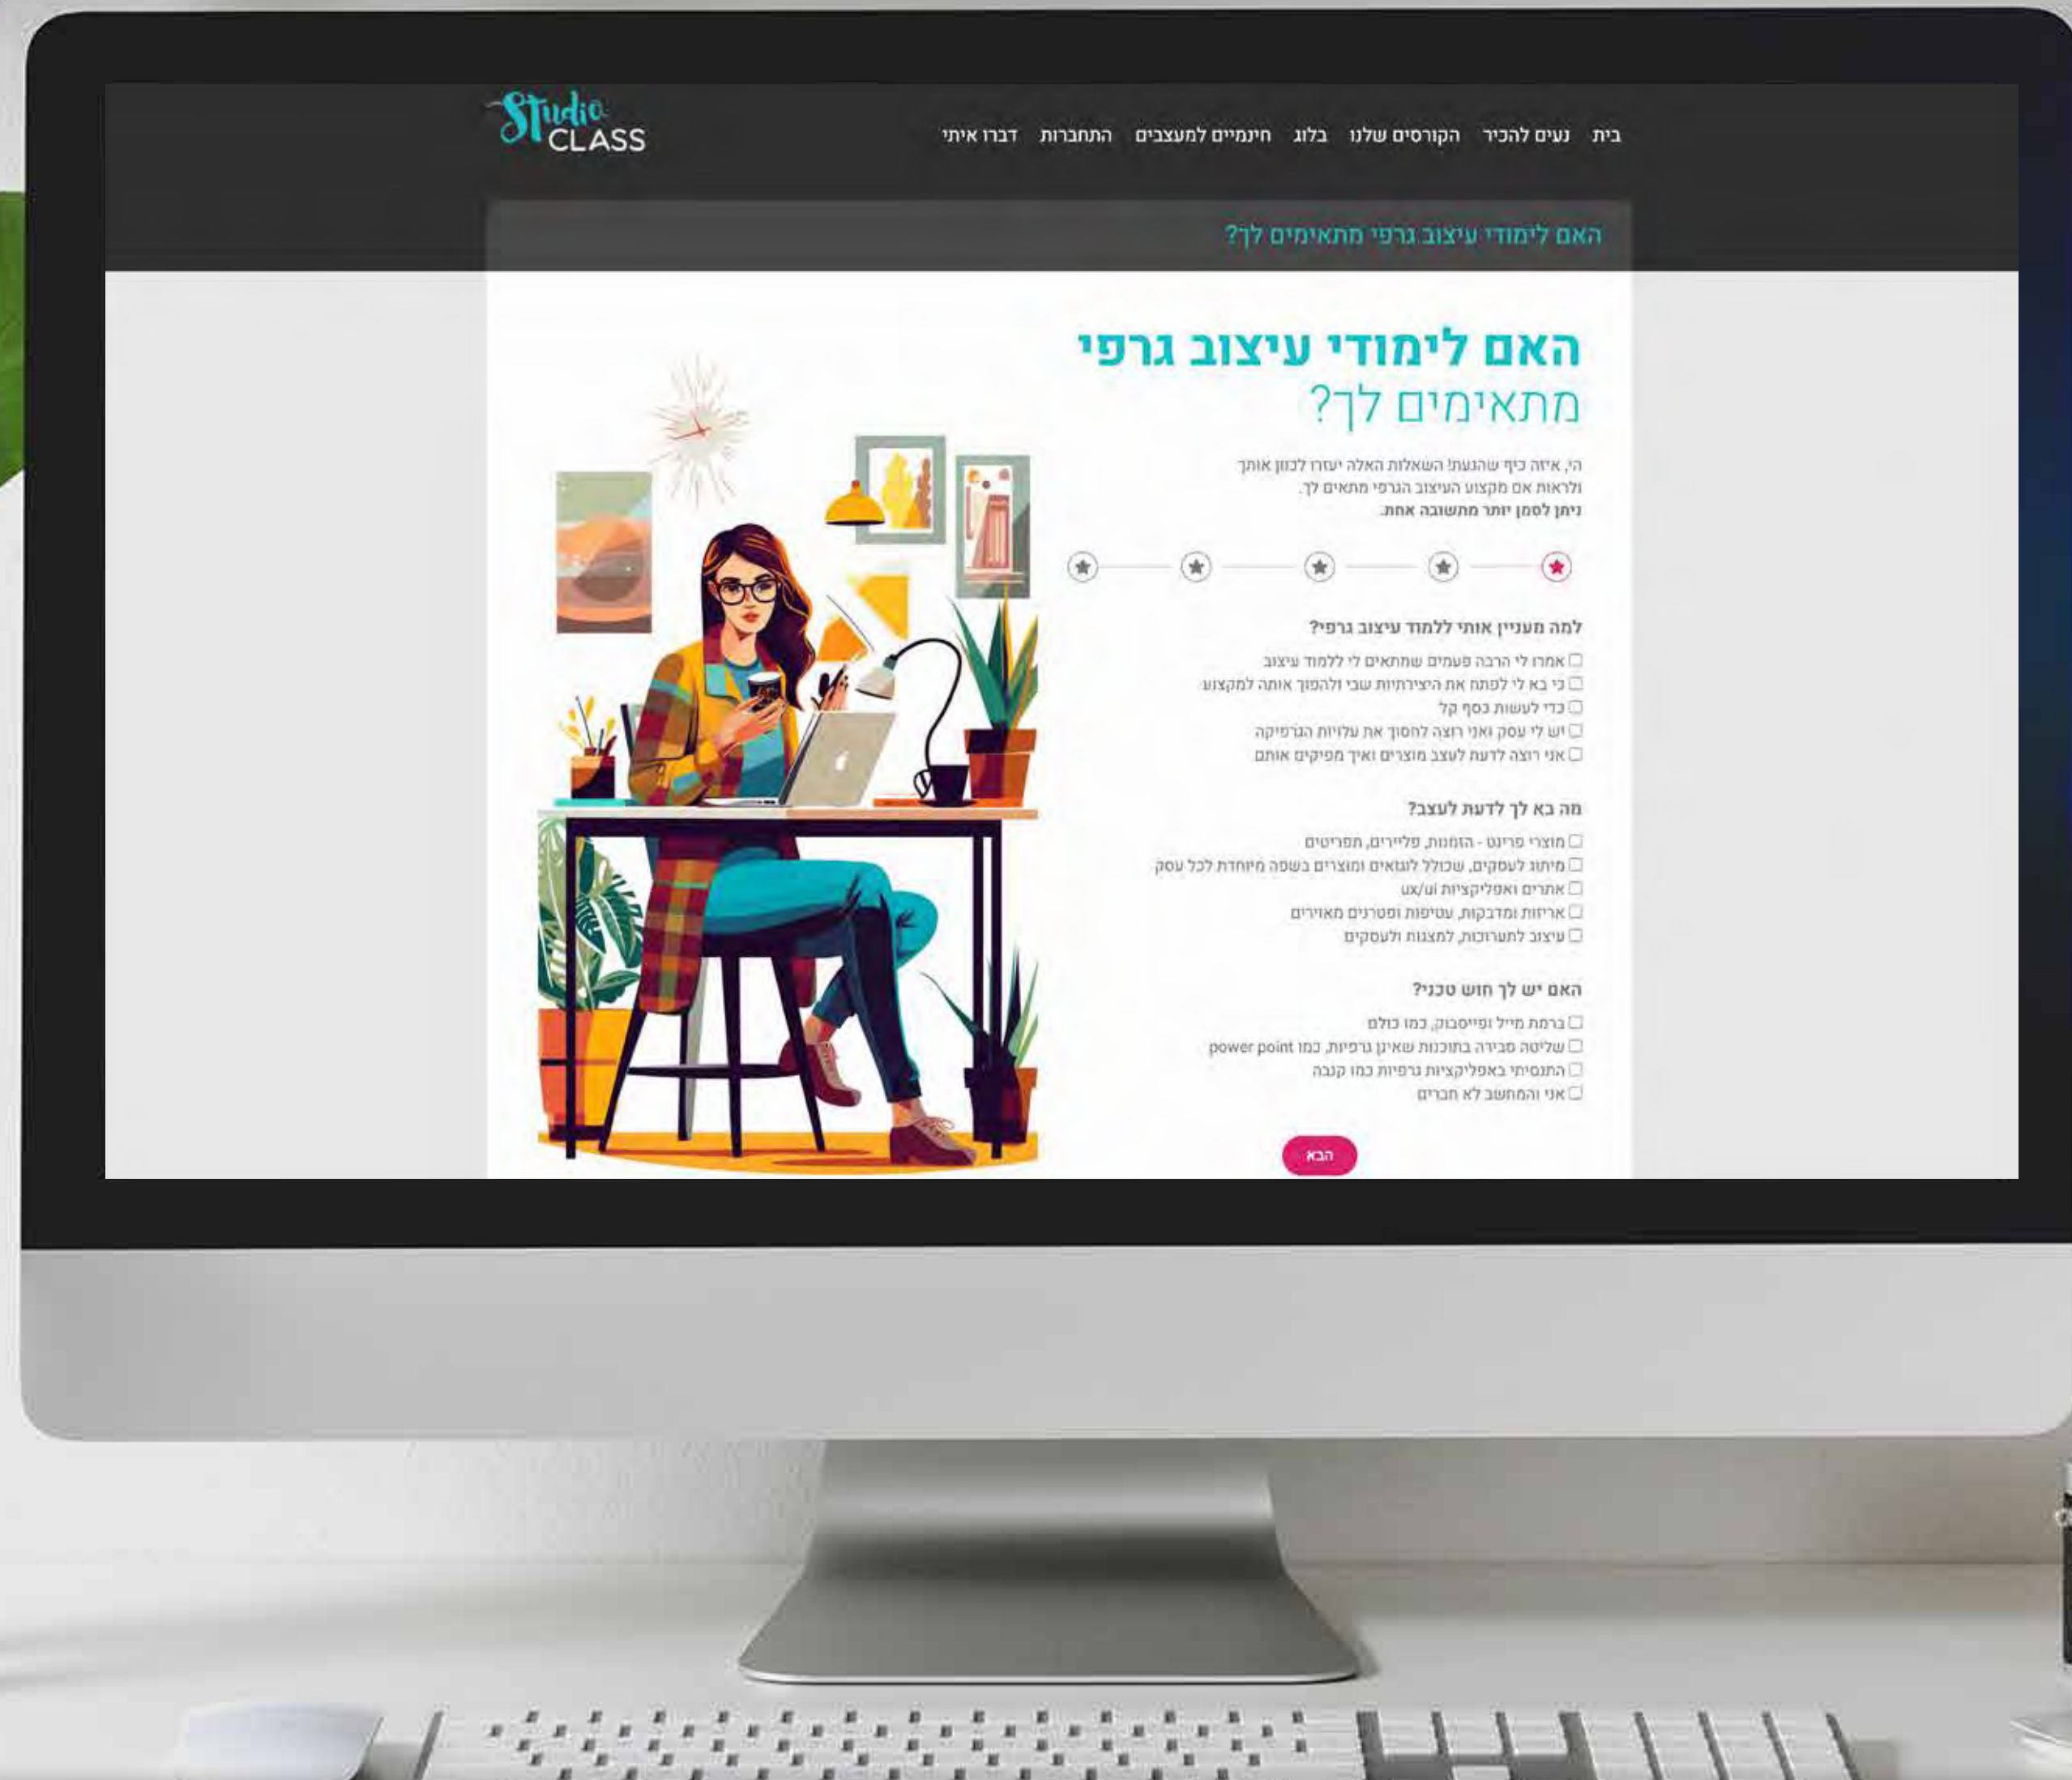 Studio
CLASS
בית נעים להכיר הקורסים שלנו בלוג חינמיים למעצבים התחברות דברו איתי
האם לימודי עיצוב גרפי מתאימים לך?
האם לימודי עיצוב גרפי
מתאימים לך?
הי, איזה כיף שהגעת! השאלות האלה יעזרו לכוון אותך
ולראות אם מקצוע העיצוב הגרפי מתאים לך.
ניתן לסמן יותר מתשובה אחת.
למה מעניין אותי ללמוד עיצוב גרפי?
אמרו לי הרבה פעמים שמתאים לי ללמוד עיצוב
כי בא לי לפתח את היצירתיות שבי ולהפוך אותה למקצוע
כדי לעשות כסף קל
יש לי עסק ואני רוצה לחסוך את עלויות הגרפיקה
אני רוצה לדעת לעצב מוצרים ואיך מפיקים אותם
מה בא לך לדעת לעצב?
מוצרי פרינט - הזמנות, פליירים, תפריטים
מיתוג לעסקים, שכולל לוגואים ומוצרים בשפה מיוחדת לכל עסק
אתרים ואפליקציות ux/ui
אריזות ומדבקות, עטיפות ופטרנים מאוירים
עיצוב לתערוכות, למצגות ולעסקים
האם יש לך חוש טכני?
ברמת מייל ופייסבוק, כמו כולם
שליטה סבירה בתוכנות שאינן גרפיות, כמו power point
התנסיתי באפליקציות גרפיות כמו קנבה
אני והמחשב לא חברים
הבא